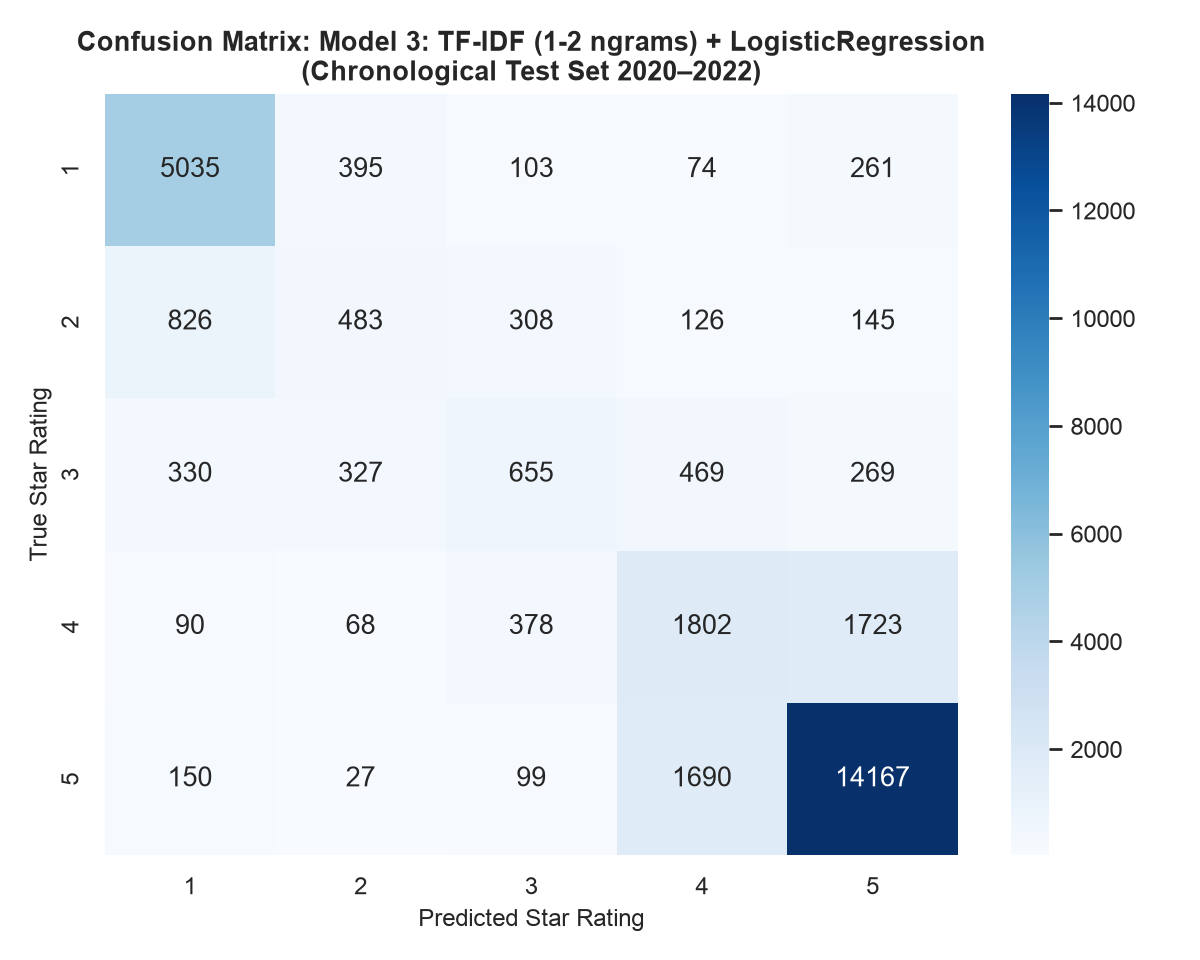 Confusion Matrix: Model 3: TF-IDF (1-2 ngrams) + LogisticRegression
(Chronological Test Set 2020–2022)
True Star Rating
1 5035 395 103 74 261
2 826 483 308 126 145
3 330 327 655 469 269
4 90 68 378 1802 1723
5 150 27 99 1690 14167
1 2 3 4 5
Predicted Star Rating
14000
12000
10000
8000
6000
4000
2000